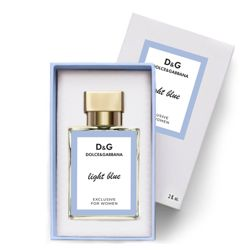 D&G
DOLCE&GABBANA
light blue
EXCLUSIVE
FOR WOMEN
D&G
DOLCE&GABBANA
light blue
EXCLUSIVE
FOR WOMEN